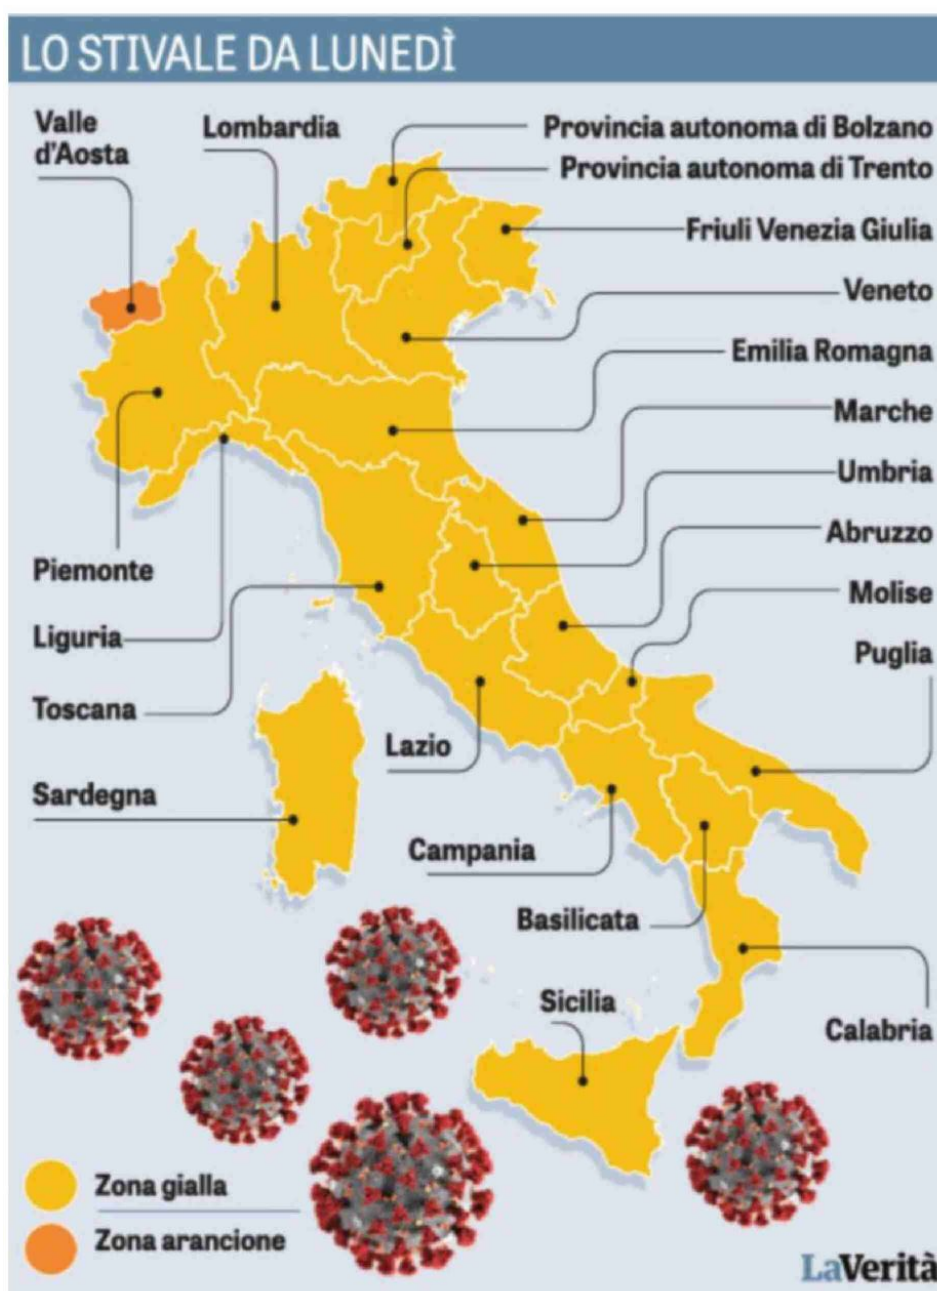 LO STIVALE DA LUNEDÌ
Valle
d'Aosta
Lombardia
Provincia autonoma di Bolzano
Provincia autonoma di Trento
Friuli Venezia Giulia
Veneto
Emilia Romagna
Marche
Umbria
Abruzzo
Molise
Puglia
Piemonte
Liguria
Toscana
Lazio
Sardegna
Campania
Basilicata
Sicilia
Calabria
Zona gialla
Zona arancione
LaVerità